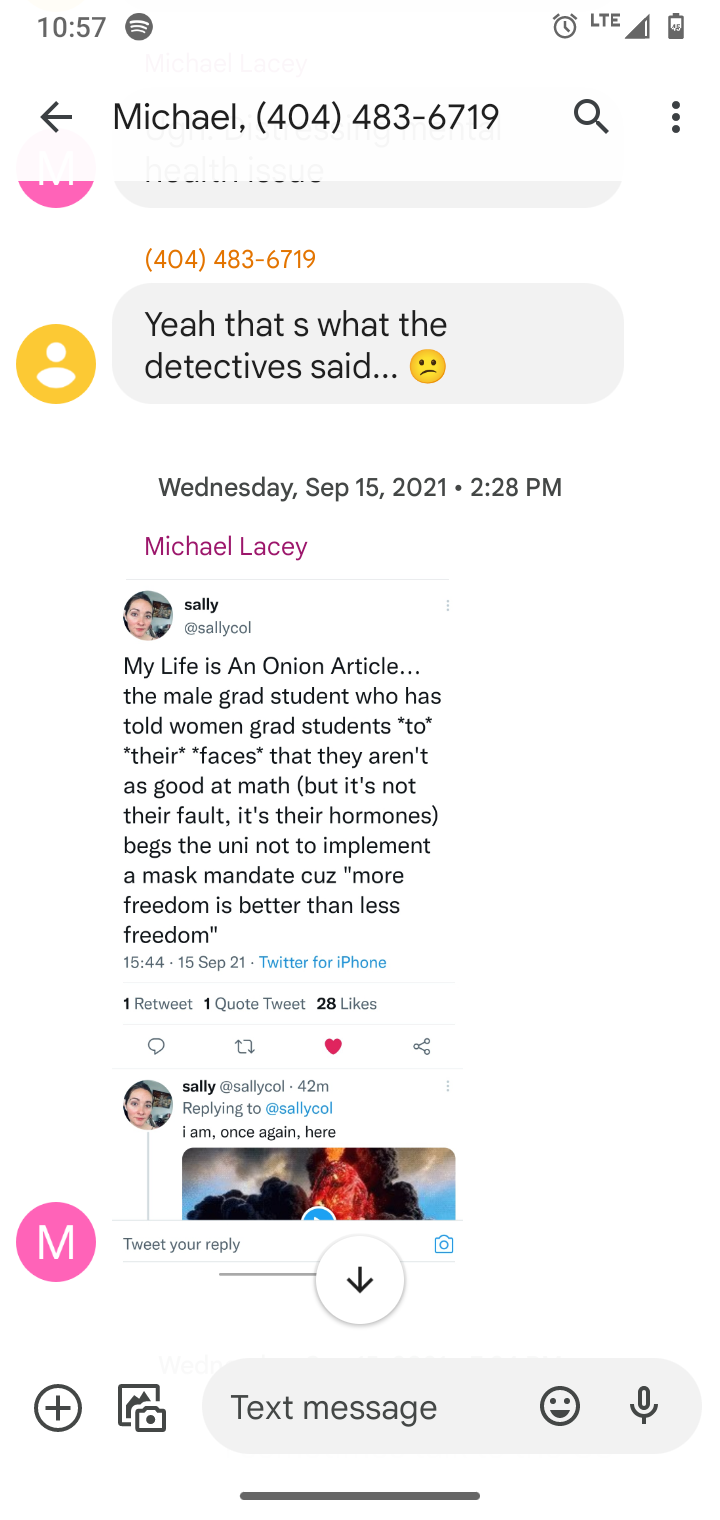 10:57
LTE
45
Michael Lacey
Michael, (404) 483-6719
Ugh. Distressing mental
health issue
M
(404) 483-6719
Yeah that s what the
detectives said... 😕
Wednesday, Sep 15, 2021 • 2:28 PM
Michael Lacey
sally
@sallycol
My Life is An Onion Article...
the male grad student who has
told women grad students *to*
*their* *faces* that they aren't
as good at math (but it's not
their fault, it's their hormones)
begs the uni not to implement
a mask mandate cuz "more
freedom is better than less
freedom"
15:44 · 15 Sep 21 · Twitter for iPhone
1 Retweet 1 Quote Tweet 28 Likes
sally @sallycol · 42m
Replying to @sallycol
i am, once again, here
M
Tweet your reply
Text message